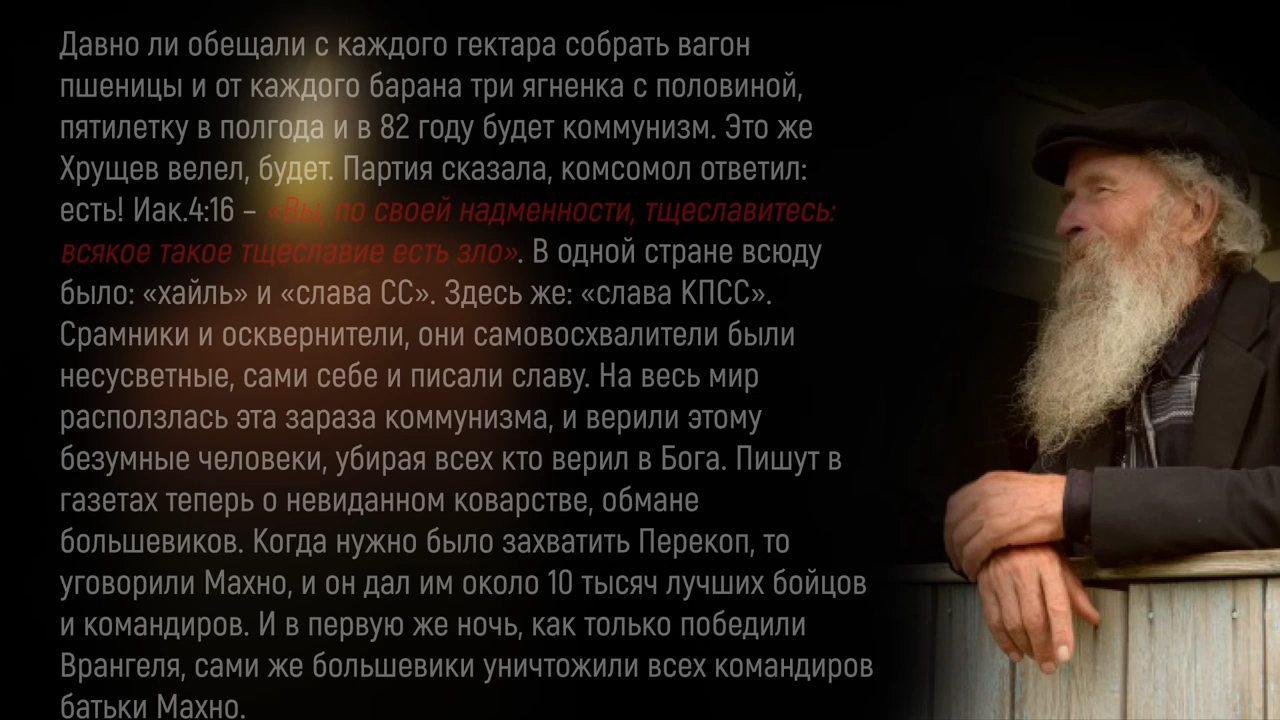 Давно ли обещали с каждого гектара собрать вагон
пшеницы и от каждого барана три ягненка с половиной,
пятилетку в полгода и в 82 году будет коммунизм. Это же
Хрущев велел, будет. Партия сказала, комсомол ответил:
есть! Иак.4:16 – «Вы, по своей надменности, тщеславитесь:
всякое такое тщеславие есть зло». В одной стране всюду
было: «хайль» и «слава СС». Здесь же: «слава КПСС».
Срамники и осквернители, они самовосхвалители были
несусветные, сами себе и писали славу. На весь мир
расползлась эта зараза коммунизма, и верили этому
безумные человеки, убирая всех кто верил в Бога. Пишут в
газетах теперь о невиданном коварстве, обмане
большевиков. Когда нужно было захватить Перекоп, то
уговорили Махно, и он дал им около 10 тысяч лучших бойцов
и командиров. И в первую же ночь, как только победили
Врангеля, сами же большевики уничтожили всех командиров
батьки Махно.